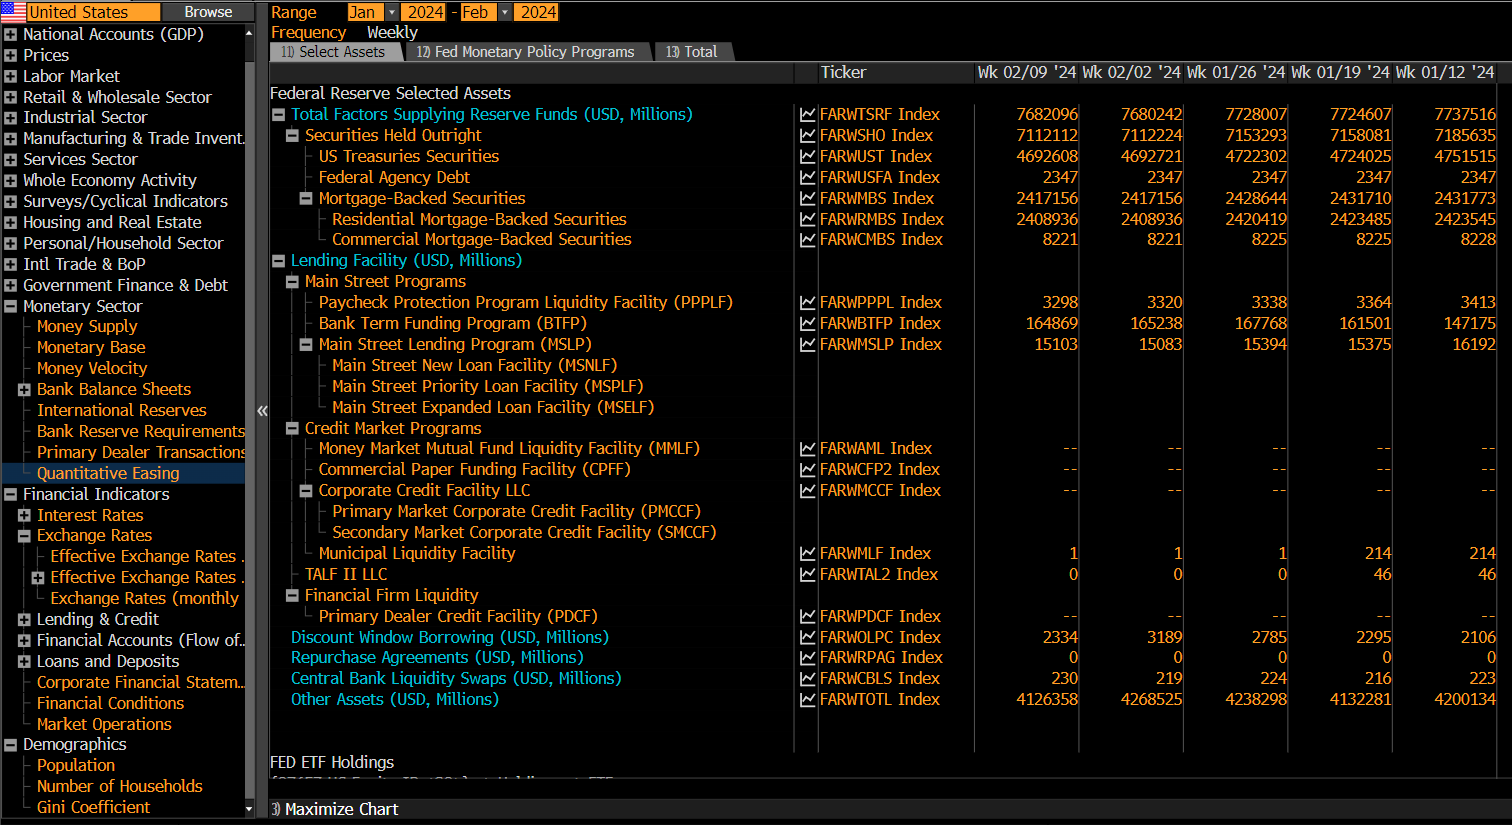 United States Browse
National Accounts (GDP)
Prices
Labor Market
Retail & Wholesale Sector
Industrial Sector
Manufacturing & Trade Invent.
Services Sector
Whole Economy Activity
Surveys/Cyclical Indicators
Housing and Real Estate
Personal/Household Sector
Intl Trade & BoP
Government Finance & Debt
Monetary Sector
Money Supply
Monetary Base
Money Velocity
Bank Balance Sheets
International Reserves
Bank Reserve Requirements
Primary Dealer Transactions
Quantitative Easing
Financial Indicators
Interest Rates
Exchange Rates
Effective Exchange Rates .
Effective Exchange Rates .
Exchange Rates (monthly
Lending & Credit
Financial Accounts (Flow of..
Loans and Deposits
Corporate Financial Statem..
Financial Conditions
Market Operations
Demographics
Population
Number of Households
Gini Coefficient
Range Jan 2024 - Feb 2024
Frequency Weekly
11) Select Assets 12) Fed Monetary Policy Programs 13) Total
Ticker Wk 02/09 '24 Wk 02/02 '24 Wk 01/26 '24 Wk 01/19 '24 Wk 01/12 '24
Federal Reserve Selected Assets
Total Factors Supplying Reserve Funds (USD, Millions) FARWTSRF Index 7682096 7680242 7728007 7724607 7737516
Securities Held Outright FARWSHO Index 7112112 7112224 7153293 7158081 7185635
US Treasuries Securities FARWUST Index 4692608 4692721 4722302 4724025 4751515
Federal Agency Debt FARWUSFA Index 2347 2347 2347 2347 2347
Mortgage-Backed Securities FARWMBS Index 2417156 2417156 2428644 2431710 2431773
Residential Mortgage-Backed Securities FARWRMBS Index 2408936 2408936 2420419 2423485 2423545
Commercial Mortgage-Backed Securities FARWCMBS Index 8221 8221 8225 8225 8228
Lending Facility (USD, Millions)
Main Street Programs
Paycheck Protection Program Liquidity Facility (PPPLF) FARWPPPL Index 3298 3320 3338 3364 3413
Bank Term Funding Program (BTFP) FARWBTFP Index 164869 165238 167768 161501 147175
Main Street Lending Program (MSLP) FARWMSLP Index 15103 15083 15394 15375 16192
Main Street New Loan Facility (MSNLF)
Main Street Priority Loan Facility (MSPLF)
Main Street Expanded Loan Facility (MSELF)
Credit Market Programs
Money Market Mutual Fund Liquidity Facility (MMLF) FARWAML Index -- -- -- -- --
Commercial Paper Funding Facility (CPFF) FARWCFP2 Index -- -- -- -- --
Corporate Credit Facility LLC FARWMCCF Index -- -- -- -- --
Primary Market Corporate Credit Facility (PMCCF)
Secondary Market Corporate Credit Facility (SMCCF)
Municipal Liquidity Facility FARWMLF Index 1 1 1 214 214
TALF II LLC FARWTAL2 Index 0 0 0 46 46
Financial Firm Liquidity
Primary Dealer Credit Facility (PDCF) FARWPDCF Index -- -- -- -- --
Discount Window Borrowing (USD, Millions) FARWOLPC Index 2334 3189 2785 2295 2106
Repurchase Agreements (USD, Millions) FARWRPAG Index 0 0 0 0 0
Central Bank Liquidity Swaps (USD, Millions) FARWCBLS Index 230 219 224 216 223
Other Assets (USD, Millions) FARWTOTL Index 4126358 4268525 4238298 4132281 4200134
FED ETF Holdings
3) Maximize Chart